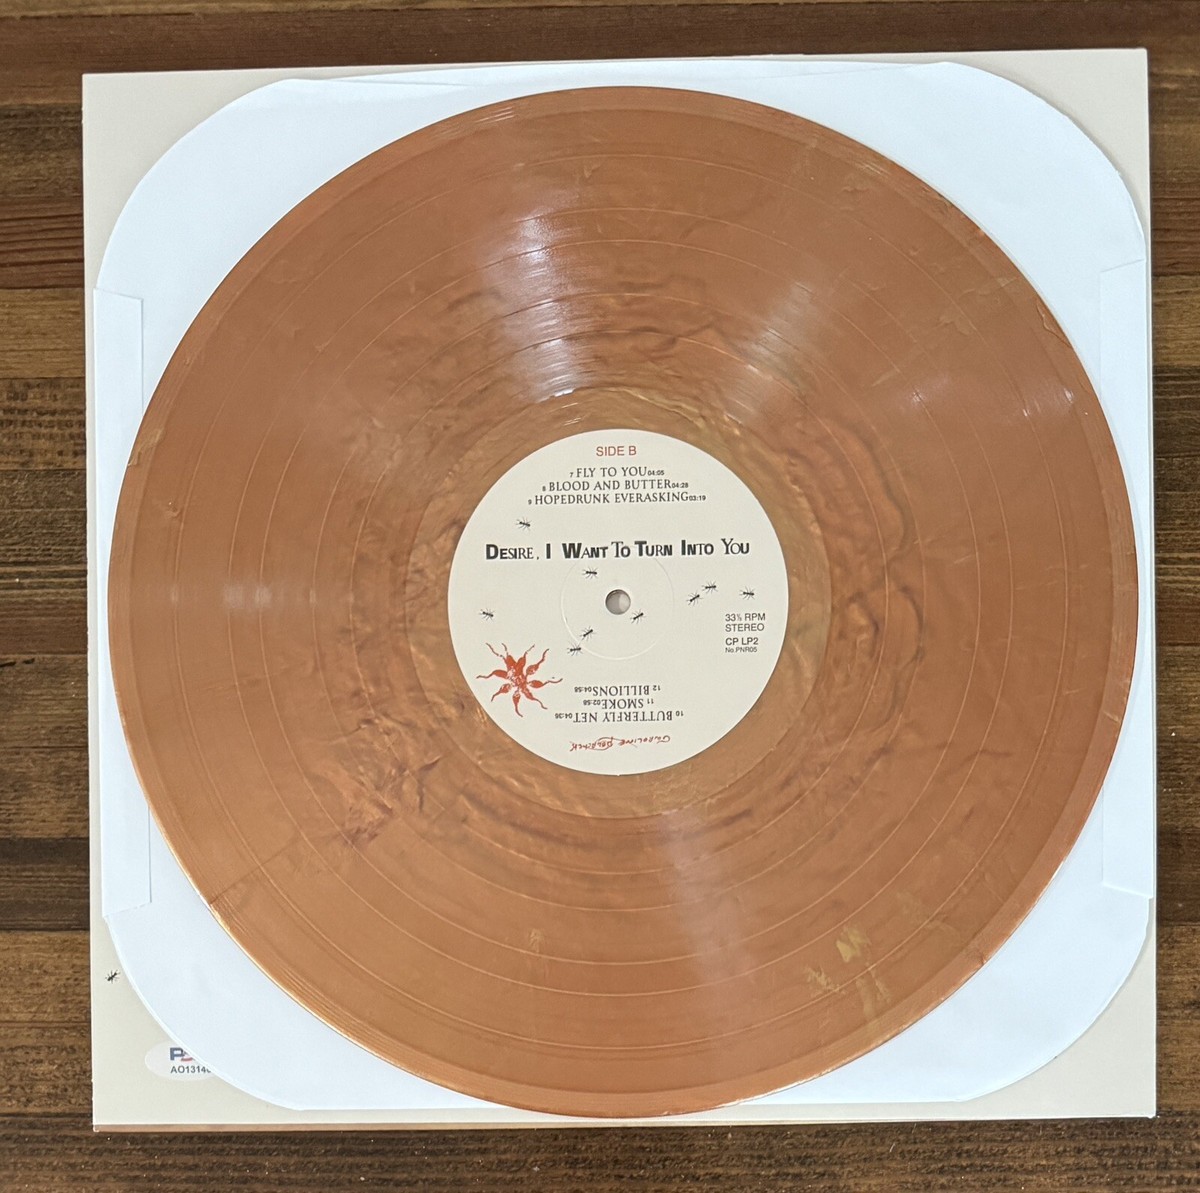 SIDE B
7 FLY TO YOU 04:05
8 BLOOD AND BUTTER 04:28
9 HOPEDRUNK EVERASKING 03:19
DESIRE, I WANT TO TURN INTO YOU
33⅓ RPM
STEREO
CP LP2
No.PNR05
10 BUTTERFLY NET 04:36
11 SMOKE 02:58
12 BILLIONS 04:58
CAROLINE POLACHEK